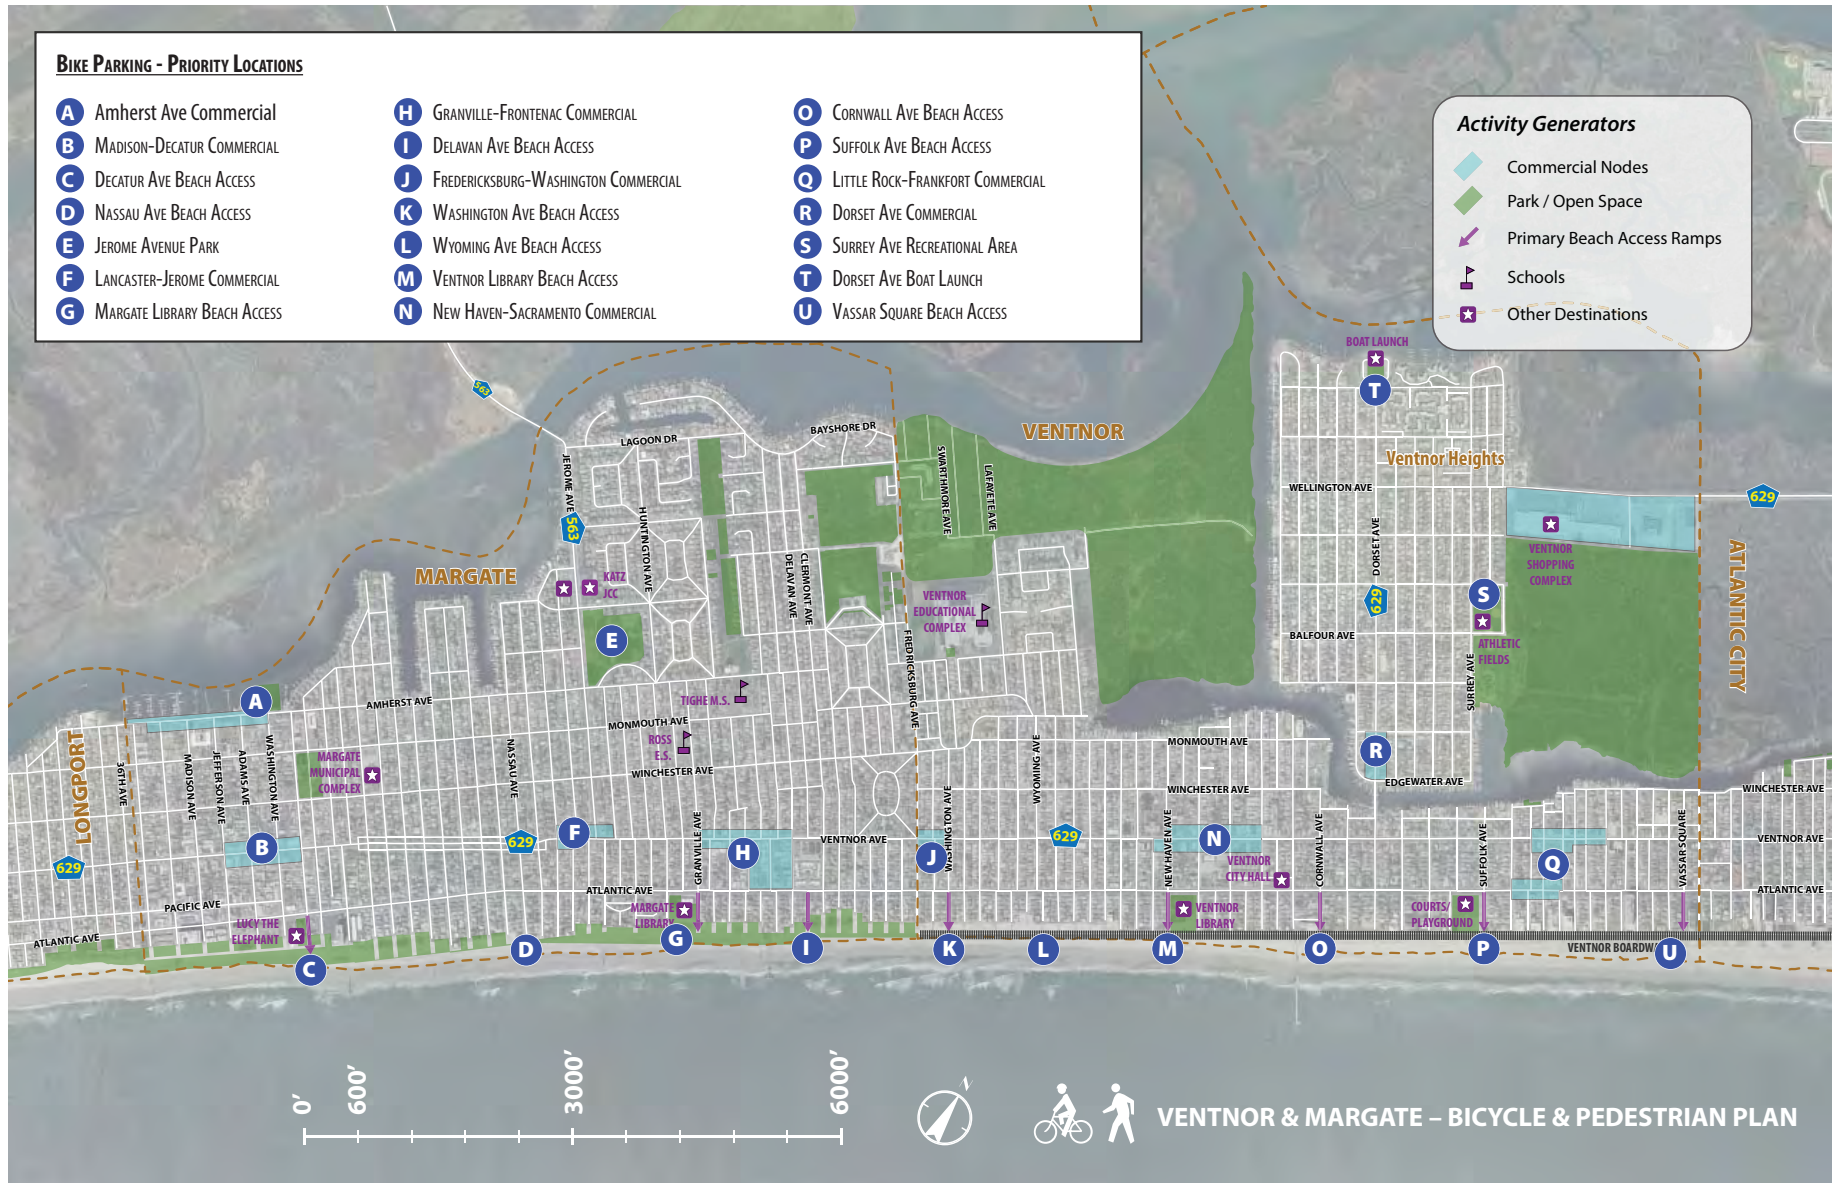 Bike Parking - Priority Locations
A Amherst Ave Commercial
B Madison-Decatur Commercial
C Decatur Ave Beach Access
D Nassau Ave Beach Access
E Jerome Avenue Park
F Lancaster-Jerome Commercial
G Margate Library Beach Access
H Granville-Frontenac Commercial
I Delavan Ave Beach Access
J Fredericksburg-Washington Commercial
K Washington Ave Beach Access
L Wyoming Ave Beach Access
M Ventnor Library Beach Access
N New Haven-Sacramento Commercial
O Cornwall Ave Beach Access
P Suffolk Ave Beach Access
Q Little Rock-Frankfort Commercial
R Dorset Ave Commercial
S Surrey Ave Recreational Area
T Dorset Ave Boat Launch
U Vassar Square Beach Access
Activity Generators
Commercial Nodes
Park / Open Space
Primary Beach Access Ramps
Schools
Other Destinations
BOAT LAUNCH
T
563
LAGOON DR
BAYSHORE DR
VENTNOR
Ventnor Heights
JEROME AVE
563
HUNTINGTON AVE
SWARTHMORE AVE
LAFAYETTE AVE
WELLINGTON AVE
629
DORSET AVE
VENTNOR
SHOPPING
COMPLEX
ATLANTIC CITY
MARGATE
KATZ
JCC
DELAVAN AVE
CLERMONT AVE
VENTNOR
EDUCATIONAL
COMPLEX
629
S
BALFOUR AVE
ATHLETIC
FIELDS
SURREY AVE
E
FREDRICKSBURG AVE
TIGHE M.S.
A
AMHERST AVE
MONMOUTH AVE
ROSS
E.S.
WINCHESTER AVE
LONGPORT
36TH AVE
MADISON AVE
JEFFERSON AVE
ADAMS AVE
WASHINGTON AVE
MARGATE
MUNICIPAL
COMPLEX
NASSAU AVE
WYOMING AVE
MONMOUTH AVE
WINCHESTER AVE
R
EDGEWATER AVE
WINCHESTER AVE
629
B
629
F
GRANVILLE AVE
H
VENTNOR AVE
J
WASHINGTON AVE
629
NEW HAVEN AVE
N
VENTNOR
CITY HALL
CORNWALL AVE
SUFFOLK AVE
Q
VASSAR SQUARE
VENTNOR AVE
ATLANTIC AVE
ATLANTIC AVE
PACIFIC AVE
ATLANTIC AVE
LUCY THE
ELEPHANT
MARGATE
LIBRARY
VENTNOR
LIBRARY
COURTS/
PLAYGROUND
VENTNOR BOARDW
C
D
G
I
K
L
M
O
P
U
0'
600'
3000'
6000'
N
VENTNOR & MARGATE – BICYCLE & PEDESTRIAN PLAN